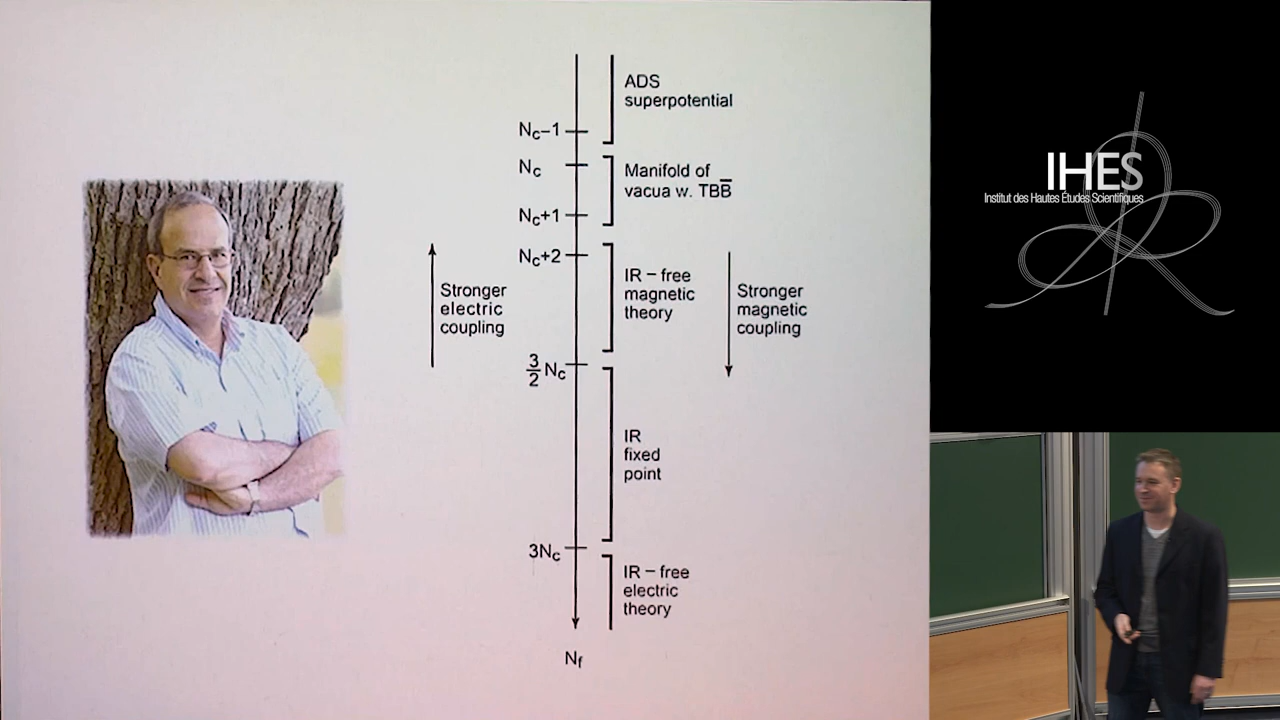 ADS
superpotential
N_c−1
N_c
Manifold of
vacua w. TBB̅
N_c+1
N_c+2
IR − free
magnetic
theory
Stronger
electric
coupling
Stronger
magnetic
coupling
3/2 N_c
IR
fixed
point
3N_c
IR − free
electric
theory
N_f
IHES
Institut des Hautes Études Scientifiques